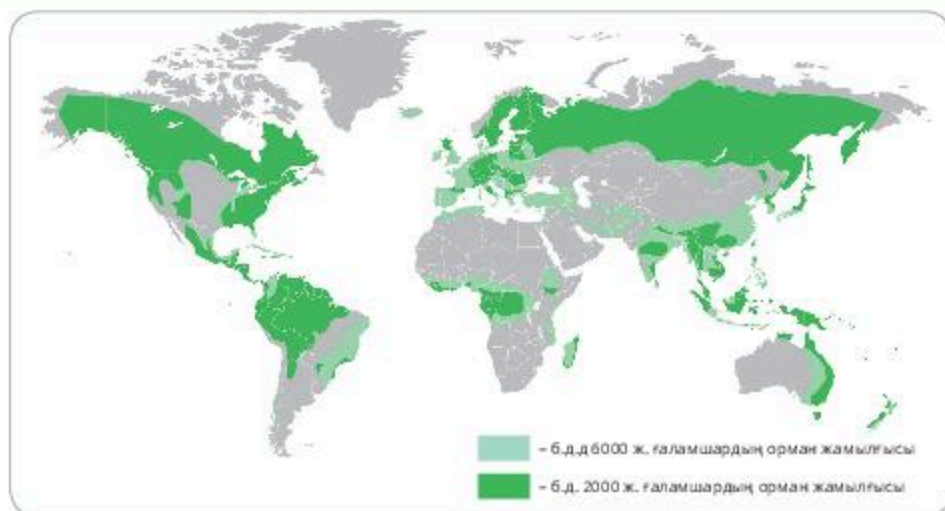 – б.д.д 6000 ж. ғаламшардың орман жамылғысы
– б.д. 2000 ж. ғаламшардың орман жамылғысы